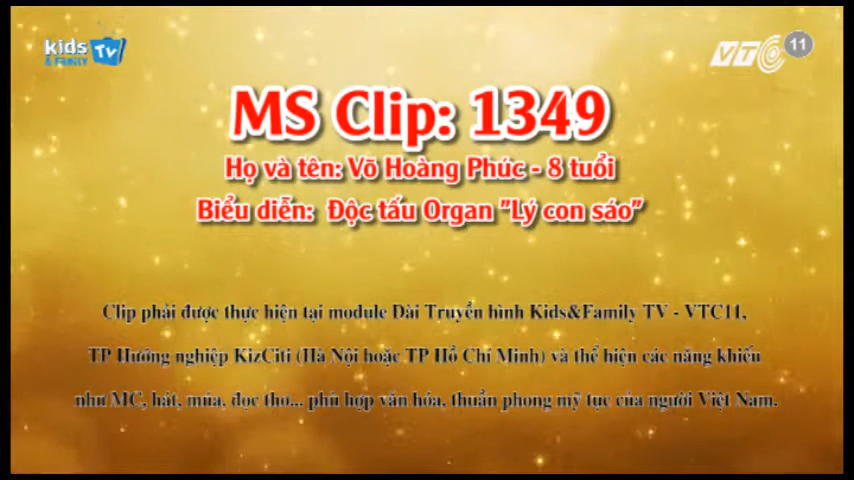 kids TV
& FAMILY
VTC 11
MS Clip: 1349
Họ và tên: Võ Hoàng Phúc - 8 tuổi
Biểu diễn: Độc tấu Organ "Lý con sáo"
Clip phải được thực hiện tại module Đài Truyền hình Kids&Family TV - VTC11,
TP Hướng nghiệp KizCiti (Hà Nội hoặc TP Hồ Chí Minh) và thể hiện các năng khiếu
như MC, hát, múa, đọc thơ... phù hợp văn hóa, thuần phong mỹ tục của người Việt Nam.